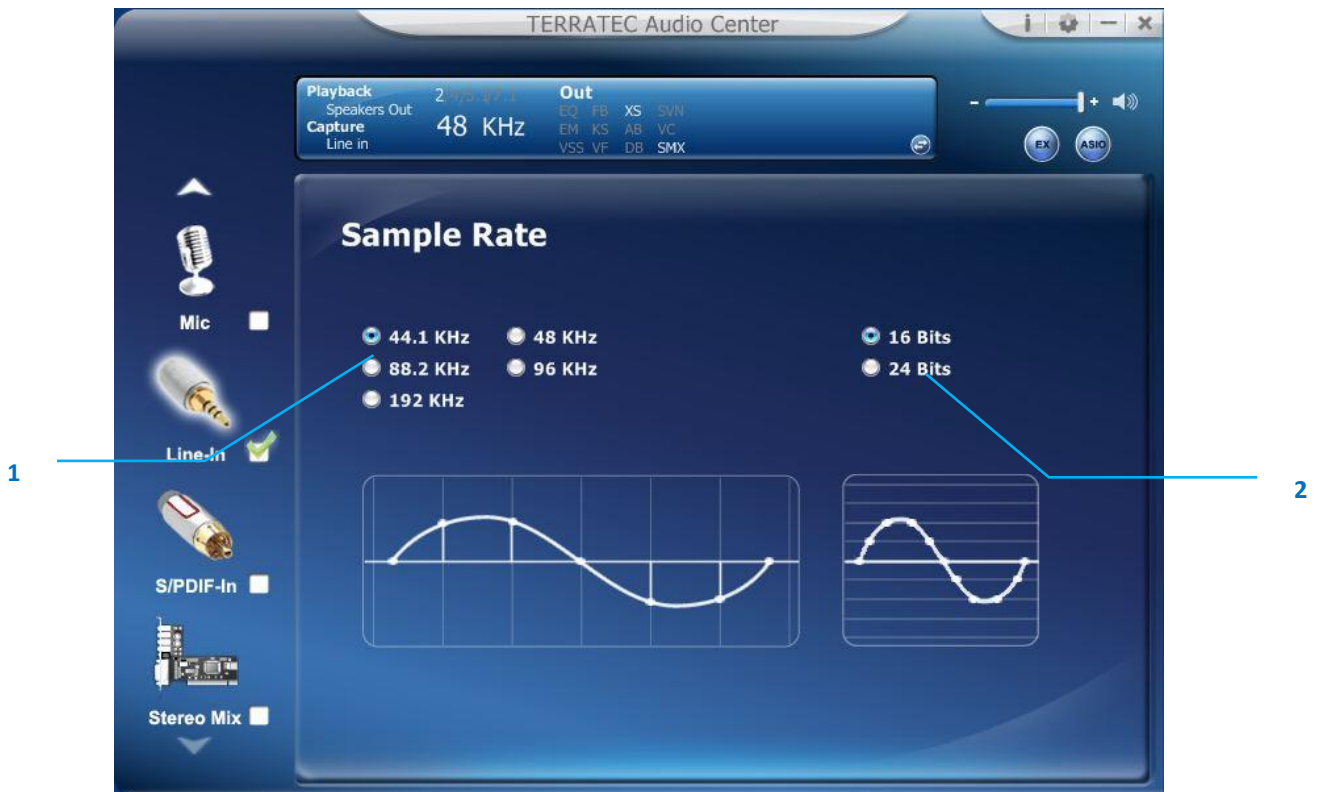 TERRATEC Audio Center
i
Playback
Speakers Out
Capture
Line in
2
48 KHz
Out
EQ FB XS SVN
EM KS AB VC
VSS VF DB SMX
- +
EX ASIO
Sample Rate
Mic
44.1 KHz 48 KHz 16 Bits
88.2 KHz 96 KHz 24 Bits
192 KHz
Line-In
1
2
S/PDIF-In
Stereo Mix